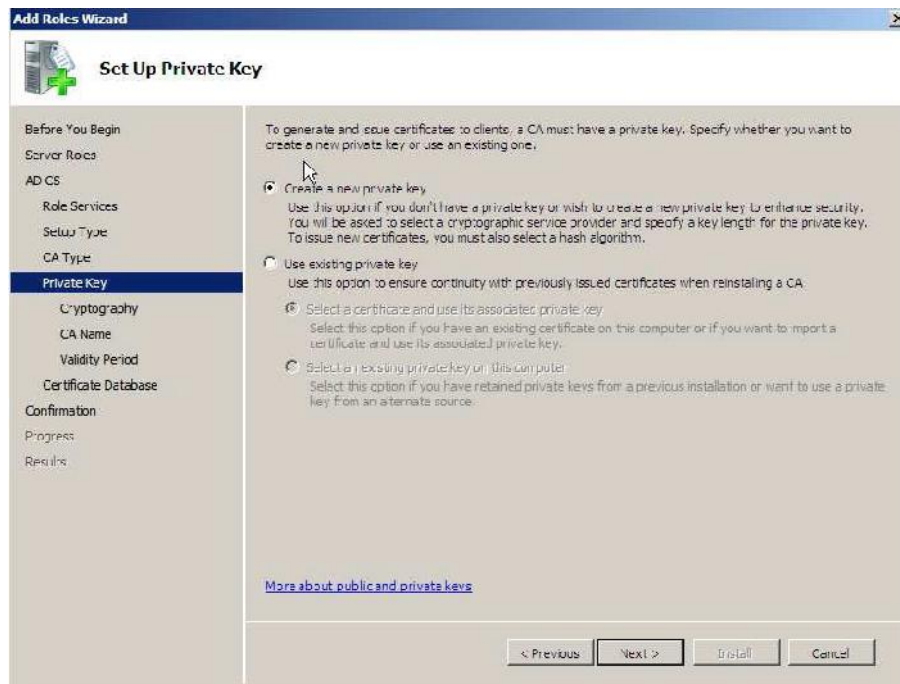 Add Roles Wizard
Set Up Private Key
Before You Begin
Server Roles
AD CS
Role Services
Setup Type
CA Type
Private Key
Cryptography
CA Name
Validity Period
Certificate Database
Confirmation
Progress
Results
To generate and issue certificates to clients, a CA must have a private key. Specify whether you want to
create a new private key or use an existing one.
Create a new private key
Use this option if you don't have a private key or wish to create a new private key to enhance security.
You will be asked to select a cryptographic service provider and specify a key length for the private key.
To issue new certificates, you must also select a hash algorithm.
Use existing private key
Use this option to ensure continuity with previously issued certificates when reinstalling a CA
Select a certificate and use its associated private key
Select this option if you have an existing certificate on this computer or if you want to import a
certificate and use its associated private key.
Select an existing private key on this computer
Select this option if you have retained private keys from a previous installation or want to use a private
key from an alternate source.
More about public and private keys
< Previous
Next >
Install
Cancel